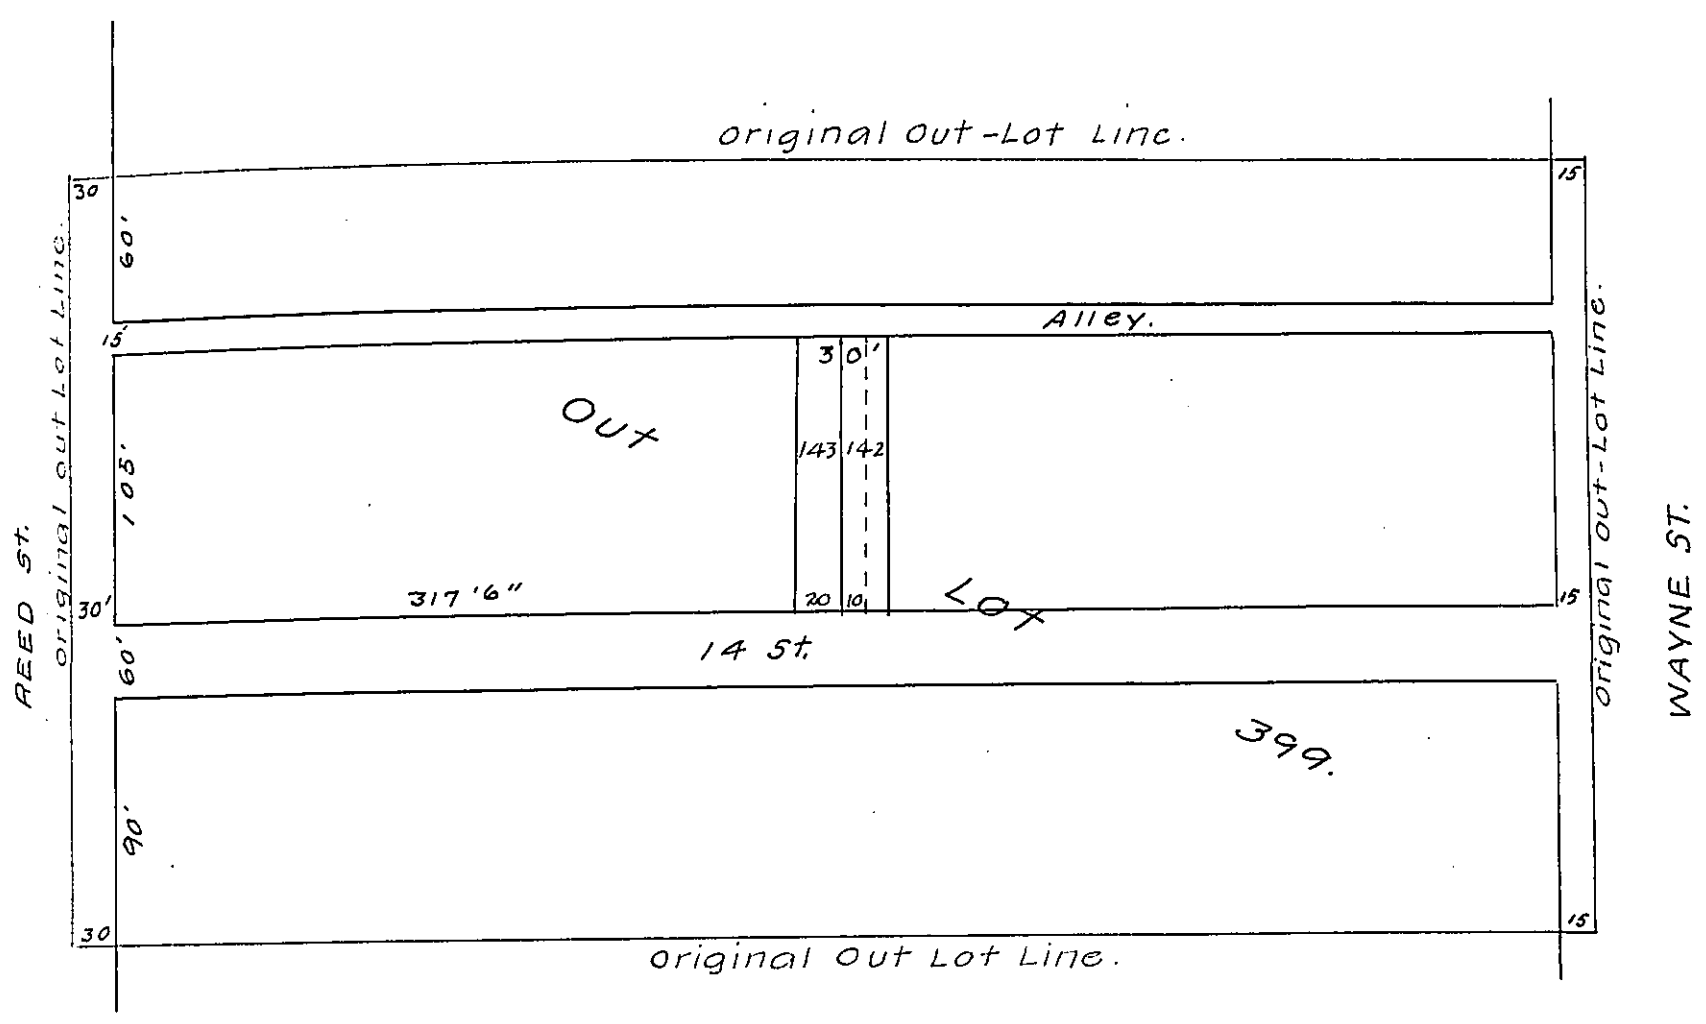 original Out-Lot Line.
30
15
60'
original out Lot Line.
Alley.
15'
3 0'
Out
143 142
105'
original out-Lot Line.
REED St.
WAYNE ST.
317'6"
20 10
Lot
30'
15
60'
14 St.
399.
90'
30
15
original Out Lot Line.